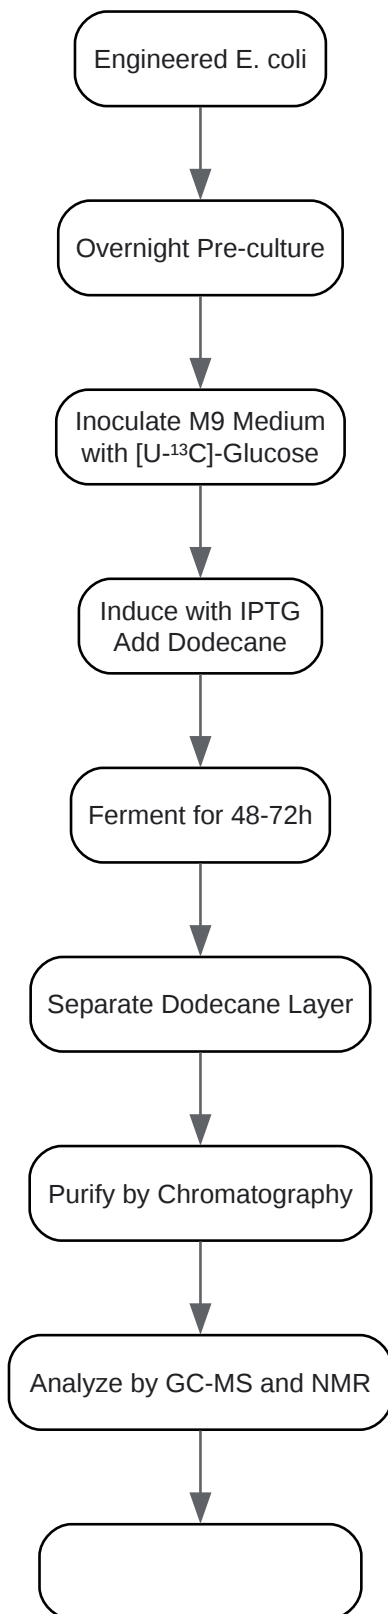 Engineered E. coli
Overnight Pre-culture
Inoculate M9 Medium
with [U-¹³C]-Glucose
Induce with IPTG
Add Dodecane
Ferment for 48-72h
Separate Dodecane Layer
Purify by Chromatography
Analyze by GC-MS and NMR